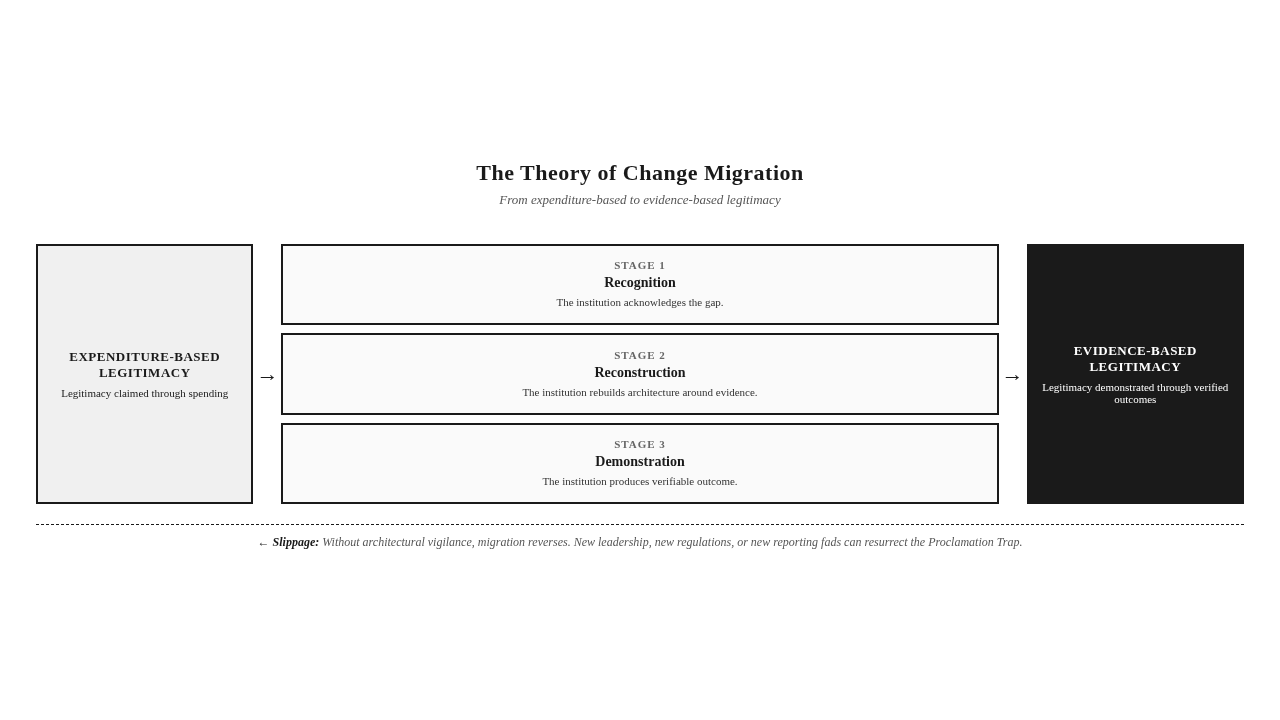 The Theory of Change Migration
From expenditure-based to evidence-based legitimacy
EXPENDITURE-BASED
LEGITIMACY
Legitimacy claimed through spending
→
STAGE 1
Recognition
The institution acknowledges the gap.
STAGE 2
Reconstruction
The institution rebuilds architecture around evidence.
STAGE 3
Demonstration
The institution produces verifiable outcome.
→
EVIDENCE-BASED
LEGITIMACY
Legitimacy demonstrated through verified
outcomes
← Slippage: Without architectural vigilance, migration reverses. New leadership, new regulations, or new reporting fads can resurrect the Proclamation Trap.